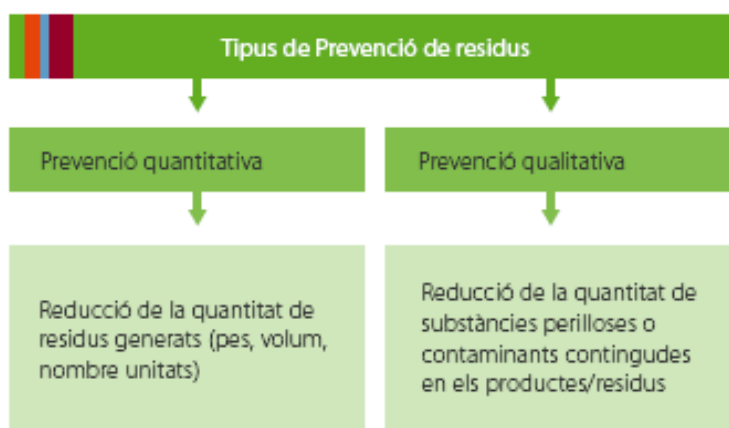 Tipus de Prevenció de residus
Prevenció quantitativa
Prevenció qualitativa
Reducció de la quantitat de
residus generats (pes, volum,
nombre unitats)
Reducció de la quantitat de
substàncies perilloses o
contaminants contingudes
en els productes/residus